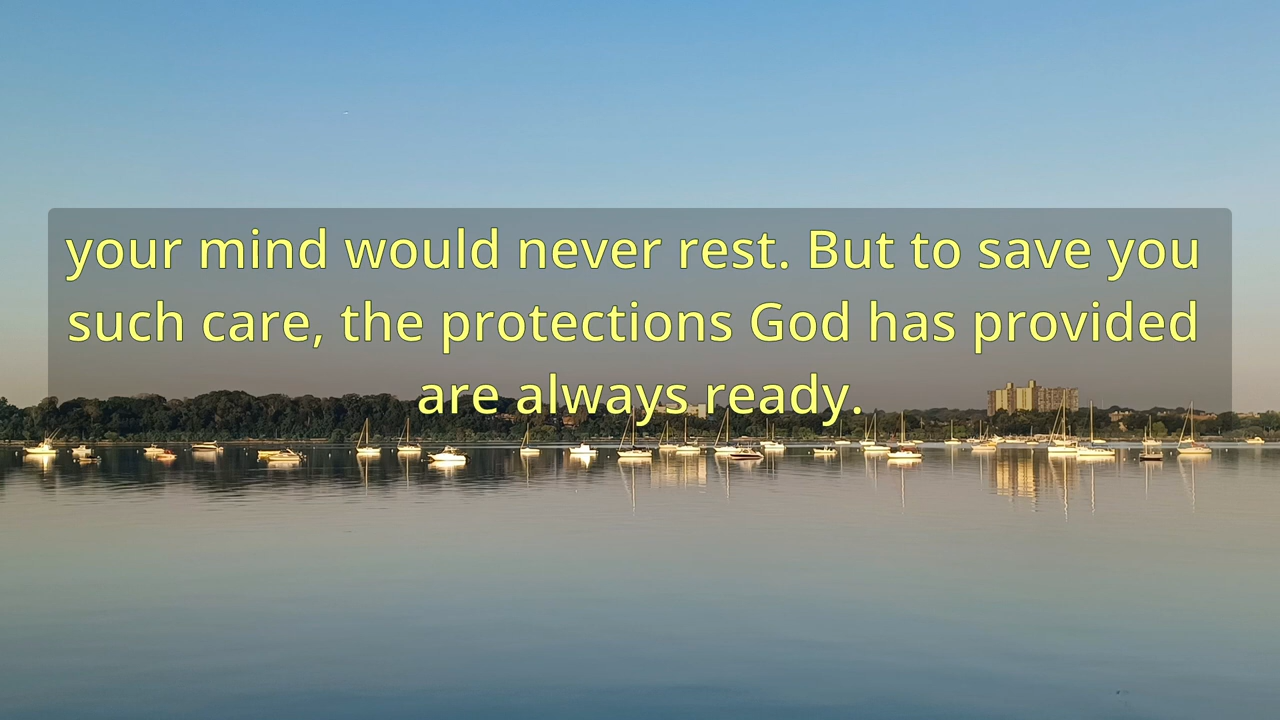 your mind would never rest. But to save you
such care, the protections God has provided
are always ready.